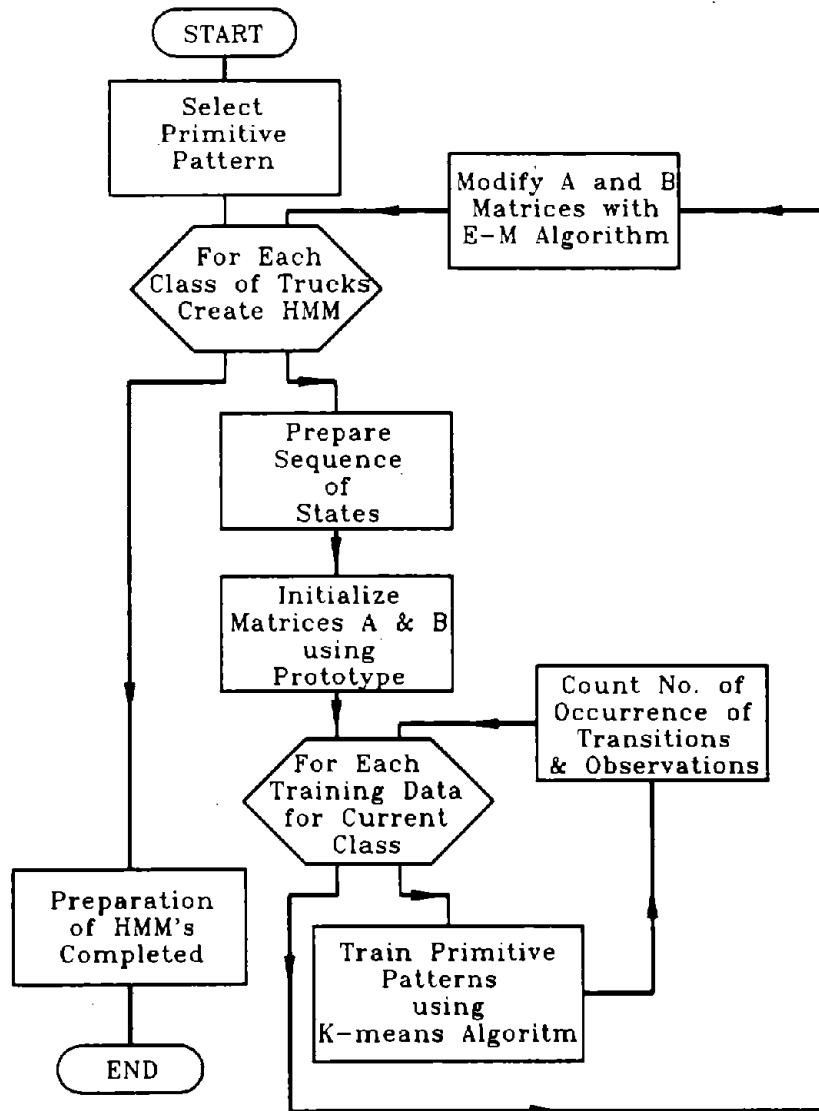 START
Select
Primitive
Pattern
Modify A and B
Matrices with
E-M Algorithm
For Each
Class of Trucks
Create HMM
Prepare
Sequence
of
States
Initialize
Matrices A & B
using
Prototype
Count No. of
Occurrence of
Transitions
& Observations
For Each
Training Data
for Current
Class
Preparation
of HMM's
Completed
Train Primitive
Patterns
using
K-means Algoritm
END